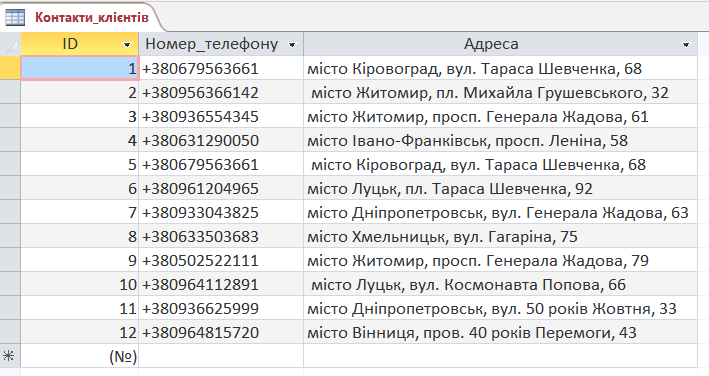 Контакти_клієнтів
ID Номер_телефону Адреса
1 +380679563661 місто Кіровоград, вул. Тараса Шевченка, 68
2 +380956366142 місто Житомир, пл. Михайла Грушевського, 32
3 +380936554345 місто Житомир, просп. Генерала Жадова, 61
4 +380631290050 місто Івано-Франківськ, просп. Леніна, 58
5 +380679563661 місто Кіровоград, вул. Тараса Шевченка, 68
6 +380961204965 місто Луцьк, пл. Тараса Шевченка, 92
7 +380933043825 місто Дніпропетровськ, вул. Генерала Жадова, 63
8 +380633503683 місто Хмельницьк, вул. Гагаріна, 75
9 +380502522111 місто Житомир, просп. Генерала Жадова, 79
10 +380964112891 місто Луцьк, вул. Космонавта Попова, 66
11 +380936625999 місто Дніпропетровськ, вул. 50 років Жовтня, 33
12 +380964815720 місто Вінниця, пров. 40 років Перемоги, 43
(№)